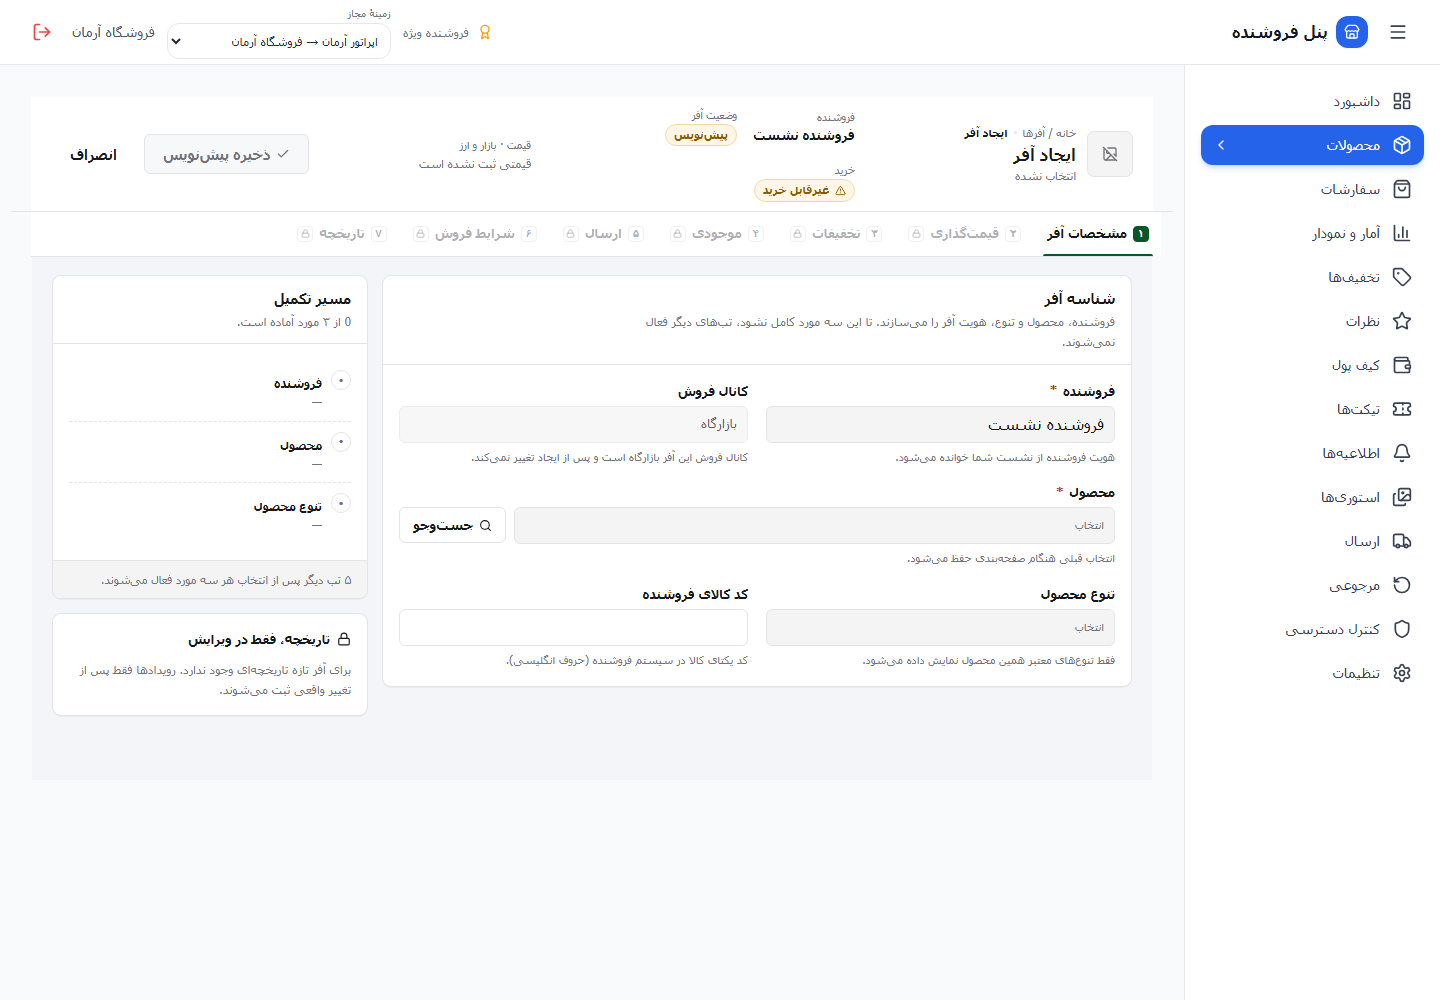 پنل فروشنده
فروشنده ویژه
زمینهٔ مجاز
اپراتور آرمان → فروشگاه آرمان
فروشگاه آرمان
داشبورد
محصولات
سفارشات
آمار و نمودار
تخفیف‌ها
نظرات
کیف پول
تیکت‌ها
اطلاعیه‌ها
استوری‌ها
ارسال
مرجوعی
کنترل دسترسی
تنظیمات
خانه / آفرها • ایجاد آفر
ایجاد آفر
انتخاب نشده
فروشنده
فروشنده نشست
وضعیت آفر
پیش‌نویس
خرید
غیرقابل خرید
قیمت · بازار و ارز
قیمتی ثبت نشده است
ذخیره پیش‌نویس
انصراف
۱ مشخصات آفر
۲ قیمت‌گذاری
۳ تخفیفات
۴ موجودی
۵ ارسال
۶ شرایط فروش
۷ تاریخچه
شناسه آفر
فروشنده، محصول و تنوع، هویت آفر را می‌سازند. تا این سه مورد کامل نشود، تب‌های دیگر فعال
نمی‌شوند.
فروشنده *
فروشنده نشست
هویت فروشنده از نشست شما خوانده می‌شود.
کانال فروش
بازارگاه
کانال فروش این آفر بازارگاه است و پس از ایجاد تغییر نمی‌کند.
محصول *
انتخاب
جست‌وجو
انتخاب قبلی هنگام صفحه‌بندی حفظ می‌شود.
تنوع محصول
انتخاب
فقط تنوع‌های معتبر همین محصول نمایش داده می‌شود.
کد کالای فروشنده
کد یکتای کالا در سیستم فروشنده (حروف انگلیسی).
مسیر تکمیل
0 از ۳ مورد آماده است.
فروشنده
—
محصول
—
تنوع محصول
—
۵ تب دیگر پس از انتخاب هر سه مورد فعال می‌شوند.
تاریخچه، فقط در ویرایش
برای آفر تازه تاریخچه‌ای وجود ندارد. رویدادها فقط پس از
تغییر واقعی ثبت می‌شوند.